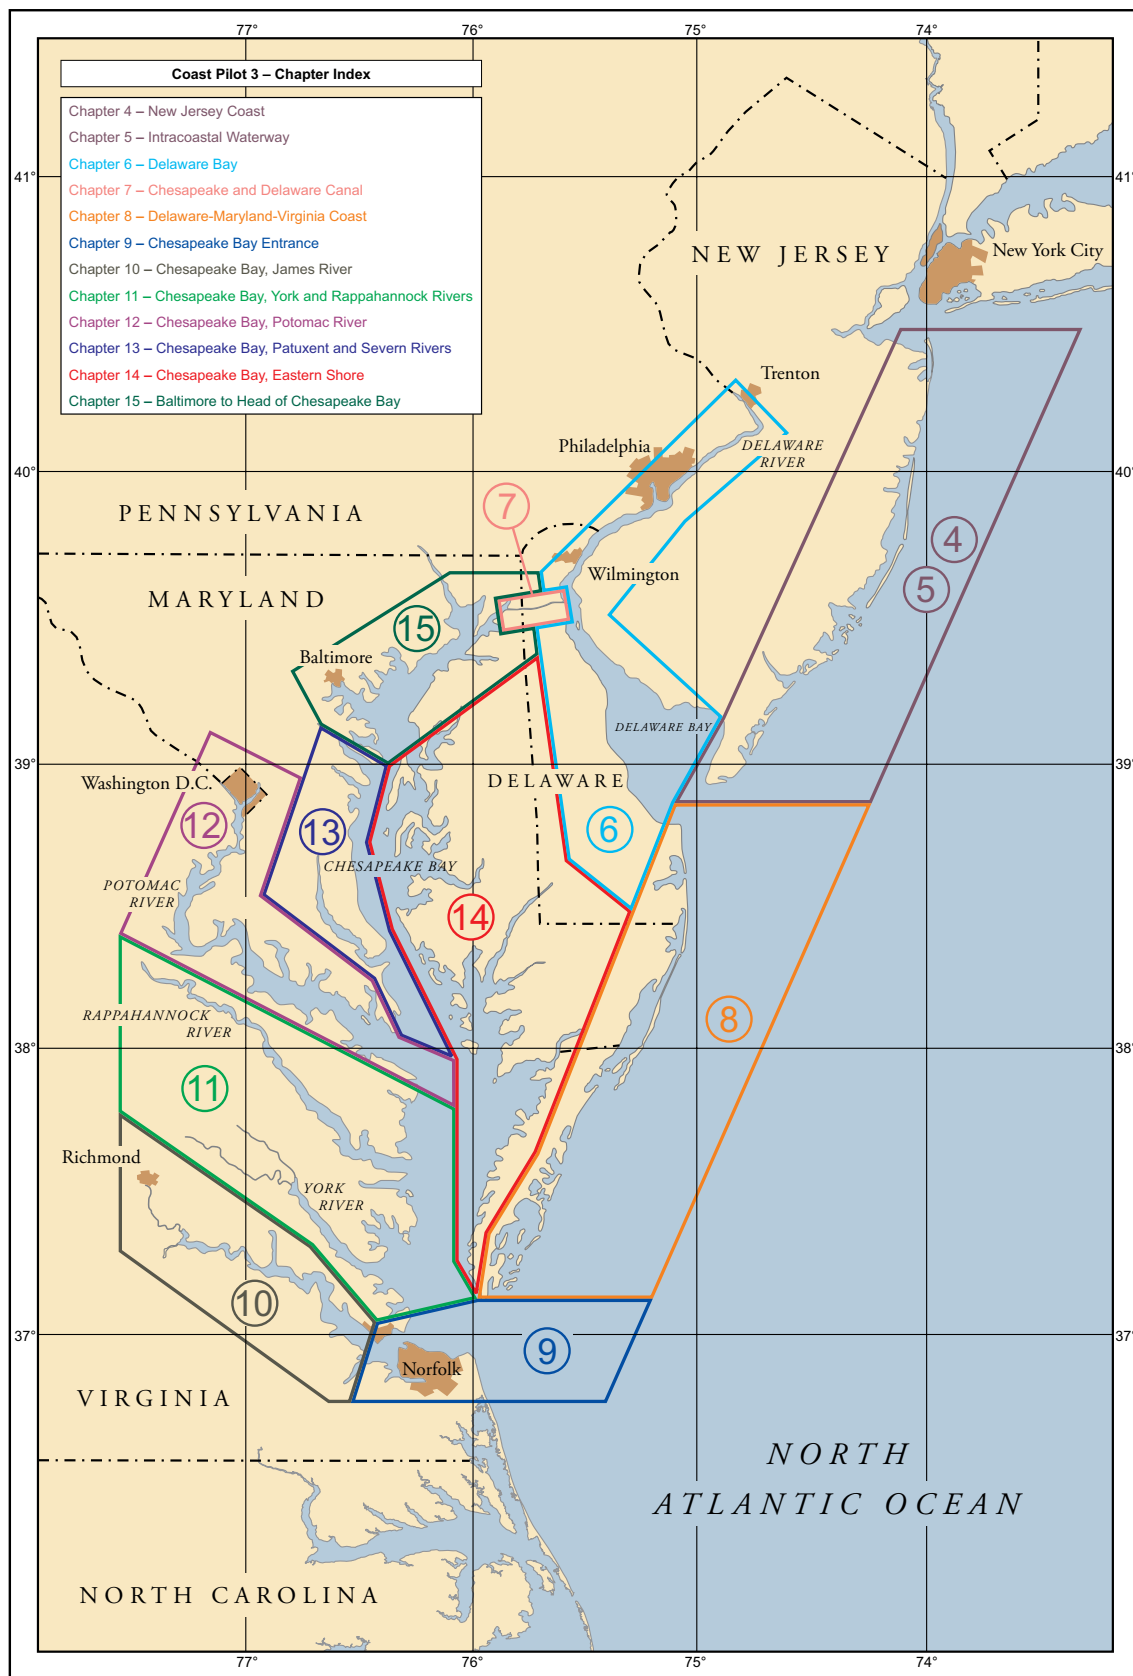 77° 76° 75° 74°
Coast Pilot 3 – Chapter Index
Chapter 4 – New Jersey Coast
Chapter 5 – Intracoastal Waterway
Chapter 6 – Delaware Bay
Chapter 7 – Chesapeake and Delaware Canal
Chapter 8 – Delaware-Maryland-Virginia Coast
Chapter 9 – Chesapeake Bay Entrance
Chapter 10 – Chesapeake Bay, James River
Chapter 11 – Chesapeake Bay, York and Rappahannock Rivers
Chapter 12 – Chesapeake Bay, Potomac River
Chapter 13 – Chesapeake Bay, Patuxent and Severn Rivers
Chapter 14 – Chesapeake Bay, Eastern Shore
Chapter 15 – Baltimore to Head of Chesapeake Bay
41° 41°
NEW JERSEY
New York City
Trenton
Philadelphia
DELAWARE
RIVER
40° 40°
7
PENNSYLVANIA
4
Wilmington
5
MARYLAND
15
Baltimore
DELAWARE BAY
39° 39°
Washington D.C.
DELAWARE
12
13
6
CHESAPEAKE BAY
POTOMAC
RIVER
14
RAPPAHANNOCK
RIVER
8
38° 38°
11
Richmond
YORK
RIVER
10
37° 37°
9
Norfolk
VIRGINIA
NORTH
ATLANTIC OCEAN
NORTH CAROLINA
77° 76° 75° 74°